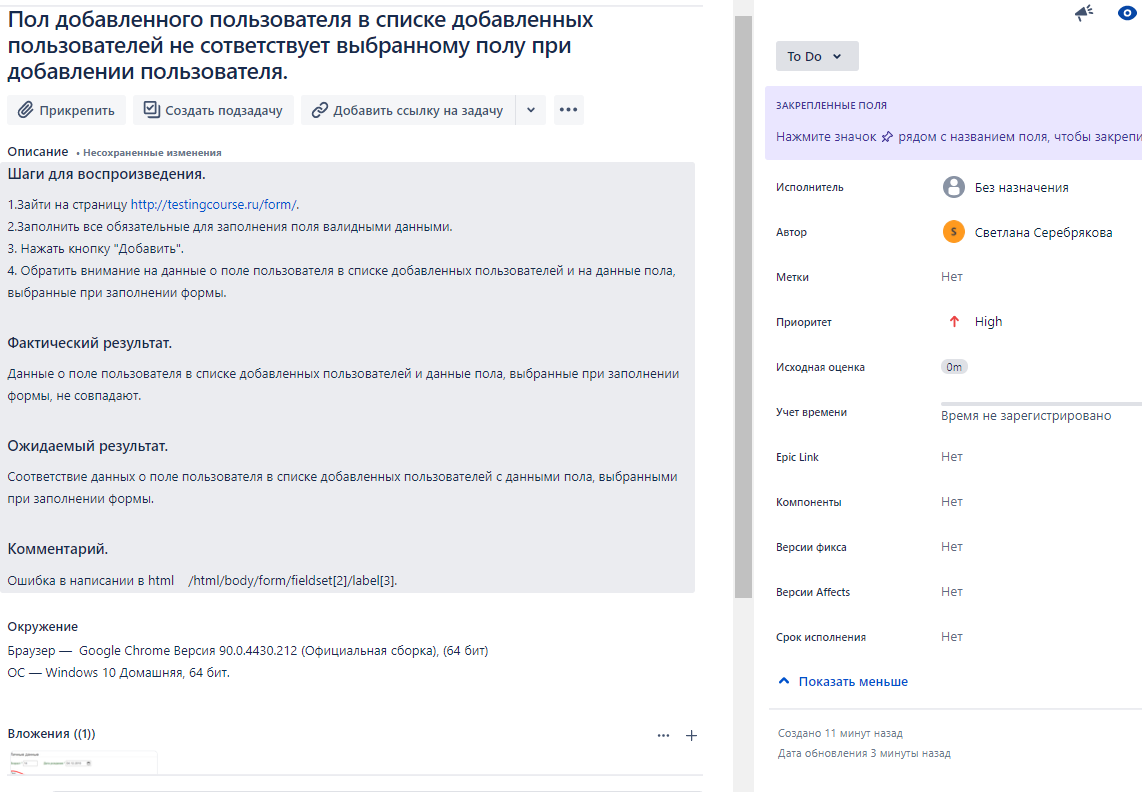 Пол добавленного пользователя в списке добавленных
пользователей не сответствует выбранному полу при
добавлении пользователя.
Прикрепить
Создать подзадачу
Добавить ссылку на задачу
Описание • Несохраненные изменения
Шаги для воспроизведения.
1.Зайти на страницу http://testingcourse.ru/form/.
2.Заполнить все обязательные для заполнения поля валидными данными.
3. Нажать кнопку "Добавить".
4. Обратить внимание на данные о поле пользователя в списке добавленных пользователей и на данные пола,
выбранные при заполнении формы.
Фактический результат.
Данные о поле пользователя в списке добавленных пользователей и данные пола, выбранные при заполнении
формы, не совпадают.
Ожидаемый результат.
Соответствие данных о поле пользователя в списке добавленных пользователей с данными пола, выбранными
при заполнении формы.
Комментарий.
Ошибка в написании в html /html/body/form/fieldset[2]/label[3].
Окружение
Браузер — Google Chrome Версия 90.0.4430.212 (Официальная сборка), (64 бит)
ОС — Windows 10 Домашняя, 64 бит.
Вложения ((1))
To Do
ЗАКРЕПЛЕННЫЕ ПОЛЯ
Нажмите значок рядом с названием поля, чтобы закрепи
Исполнитель
Без назначения
Автор
S
Светлана Серебрякова
Метки
Нет
Приоритет
High
Исходная оценка
0m
Учет времени
Время не зарегистрировано
Epic Link
Нет
Компоненты
Нет
Версии фикса
Нет
Версии Affects
Нет
Срок исполнения
Нет
Показать меньше
Создано 11 минут назад
Дата обновления 3 минуты назад